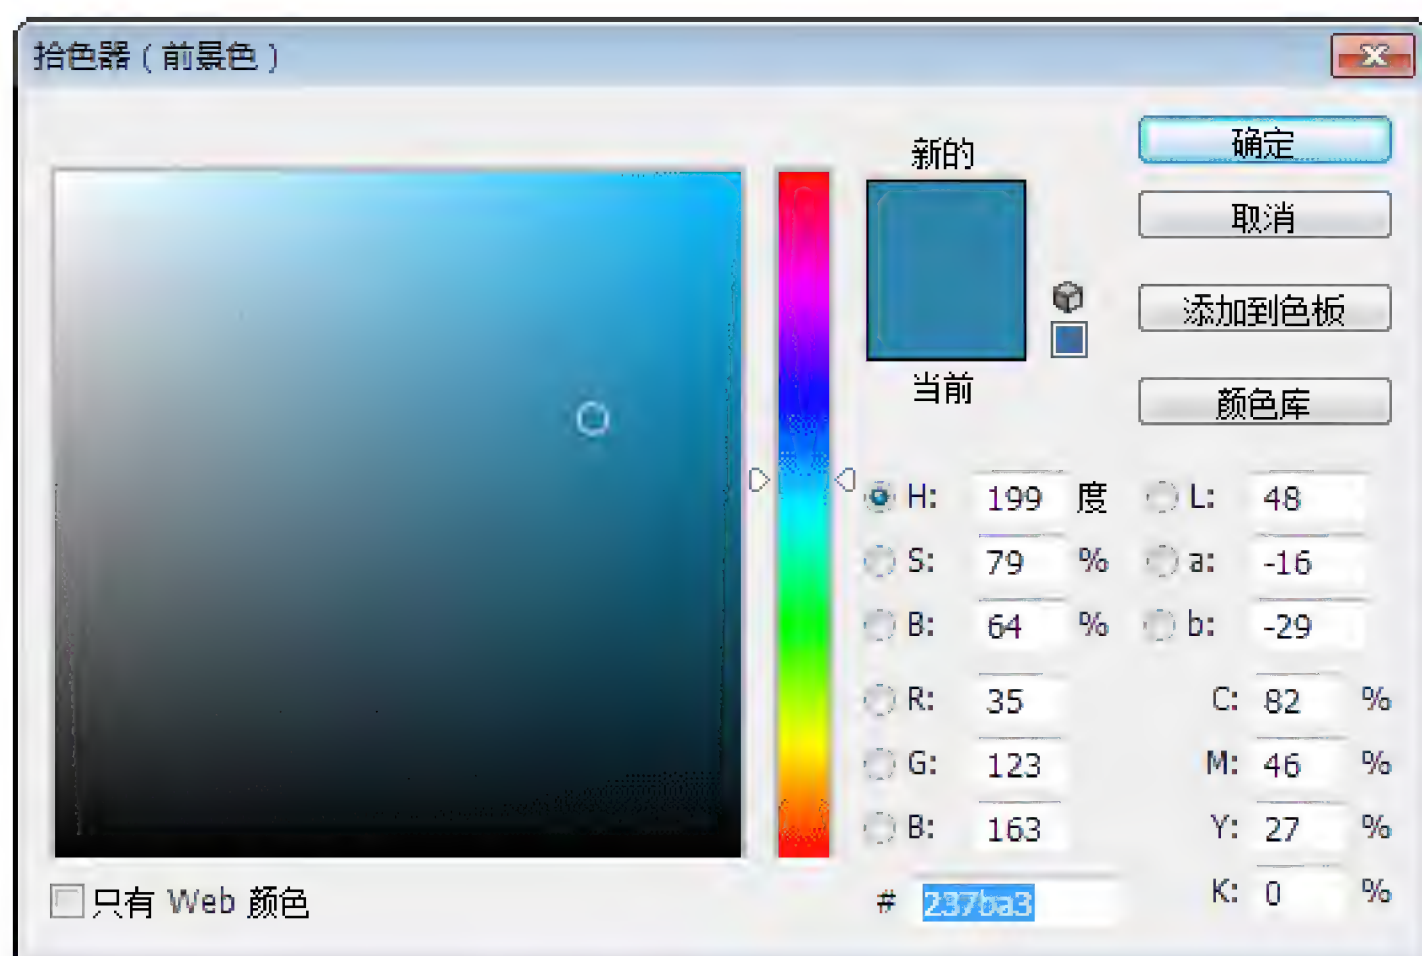 拾色器（前景色）
新的
当前
确定
取消
添加到色板
颜色库
H: 199 度
S: 79 %
B: 64 %
R: 35
G: 123
B: 163
# 237ba3
L: 48
a: -16
b: -29
C: 82 %
M: 46 %
Y: 27 %
K: 0 %
只有 Web 颜色